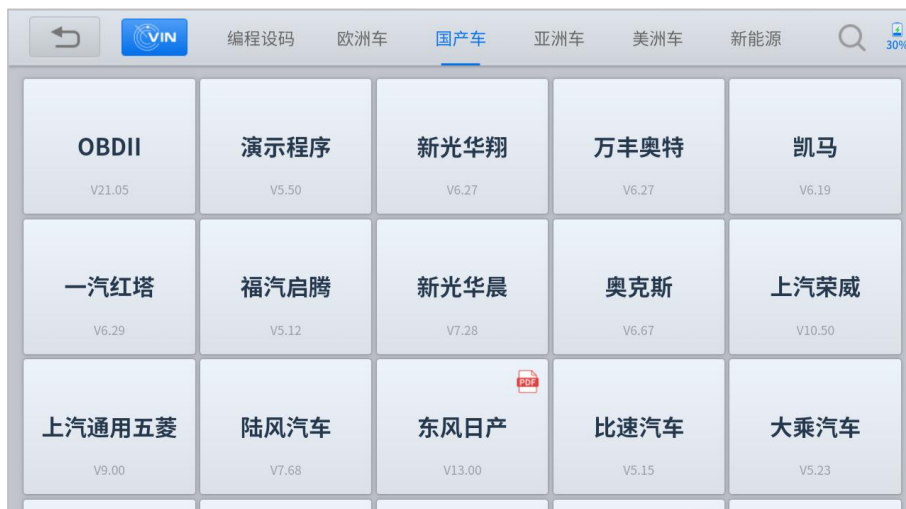 VIN 编程设码 欧洲车 国产车 亚洲车 美洲车 新能源 30%
OBDII 演示程序 新光华翔 万丰奥特 凯马
V21.05 V5.50 V6.27 V6.27 V6.19
一汽红塔 福汽启腾 新光华晨 奥克斯 上汽荣威
V6.29 V5.12 V7.28 V6.67 V10.50
PDF
上汽通用五菱 陆风汽车 东风日产 比速汽车 大乘汽车
V9.00 V7.68 V13.00 V5.15 V5.23